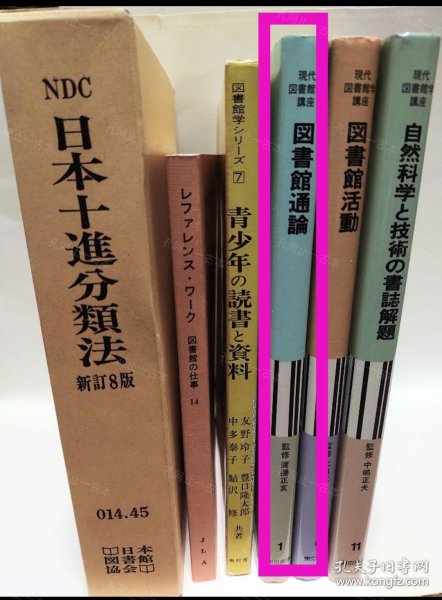 NDC
日本十進分類法
新訂8版
014.45
日本
図書館
協会
レファレンス・ワーク
図書館の仕事
14
JLA
図書館学シリーズ
7
青少年の読書と資料
友野玲子
中多泰子
豊口隆太郎
鮎沢 修
共著
現代
図書館学
講座
図書館通論
監修 渡邊正亥
1
現代
図書館学
講座
図書館活動
現代
図書館学
講座
自然科学と技術の書誌解題
監修 中嶋正夫
11
孔夫子旧书网
www.kongfz.com